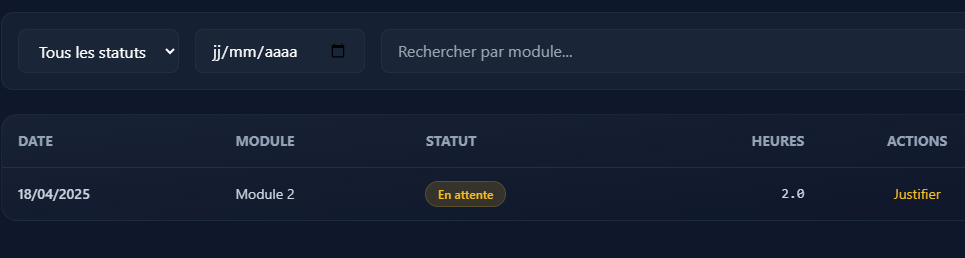 Tous les statuts jj/mm/aaaa Rechercher par module...
DATE MODULE STATUT HEURES ACTIONS
18/04/2025 Module 2 En attente 2.0 Justifier